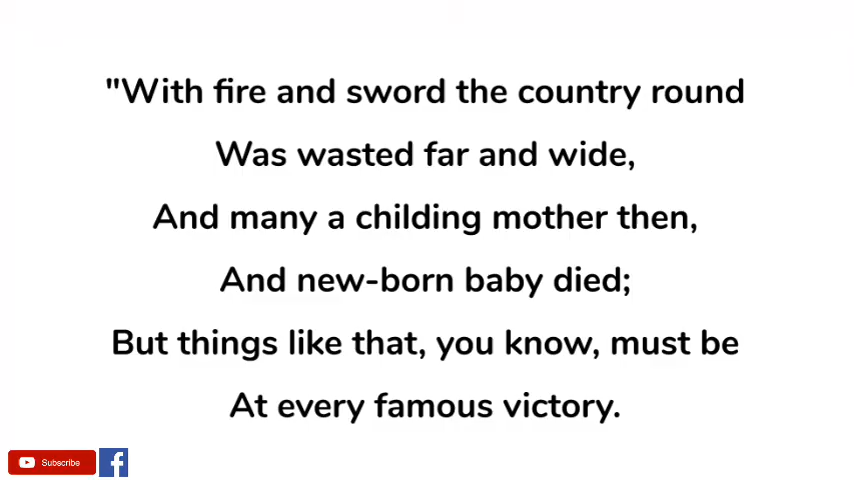 "With fire and sword the country round
Was wasted far and wide,
And many a childing mother then,
And new-born baby died;
But things like that, you know, must be
At every famous victory.
Subscribe